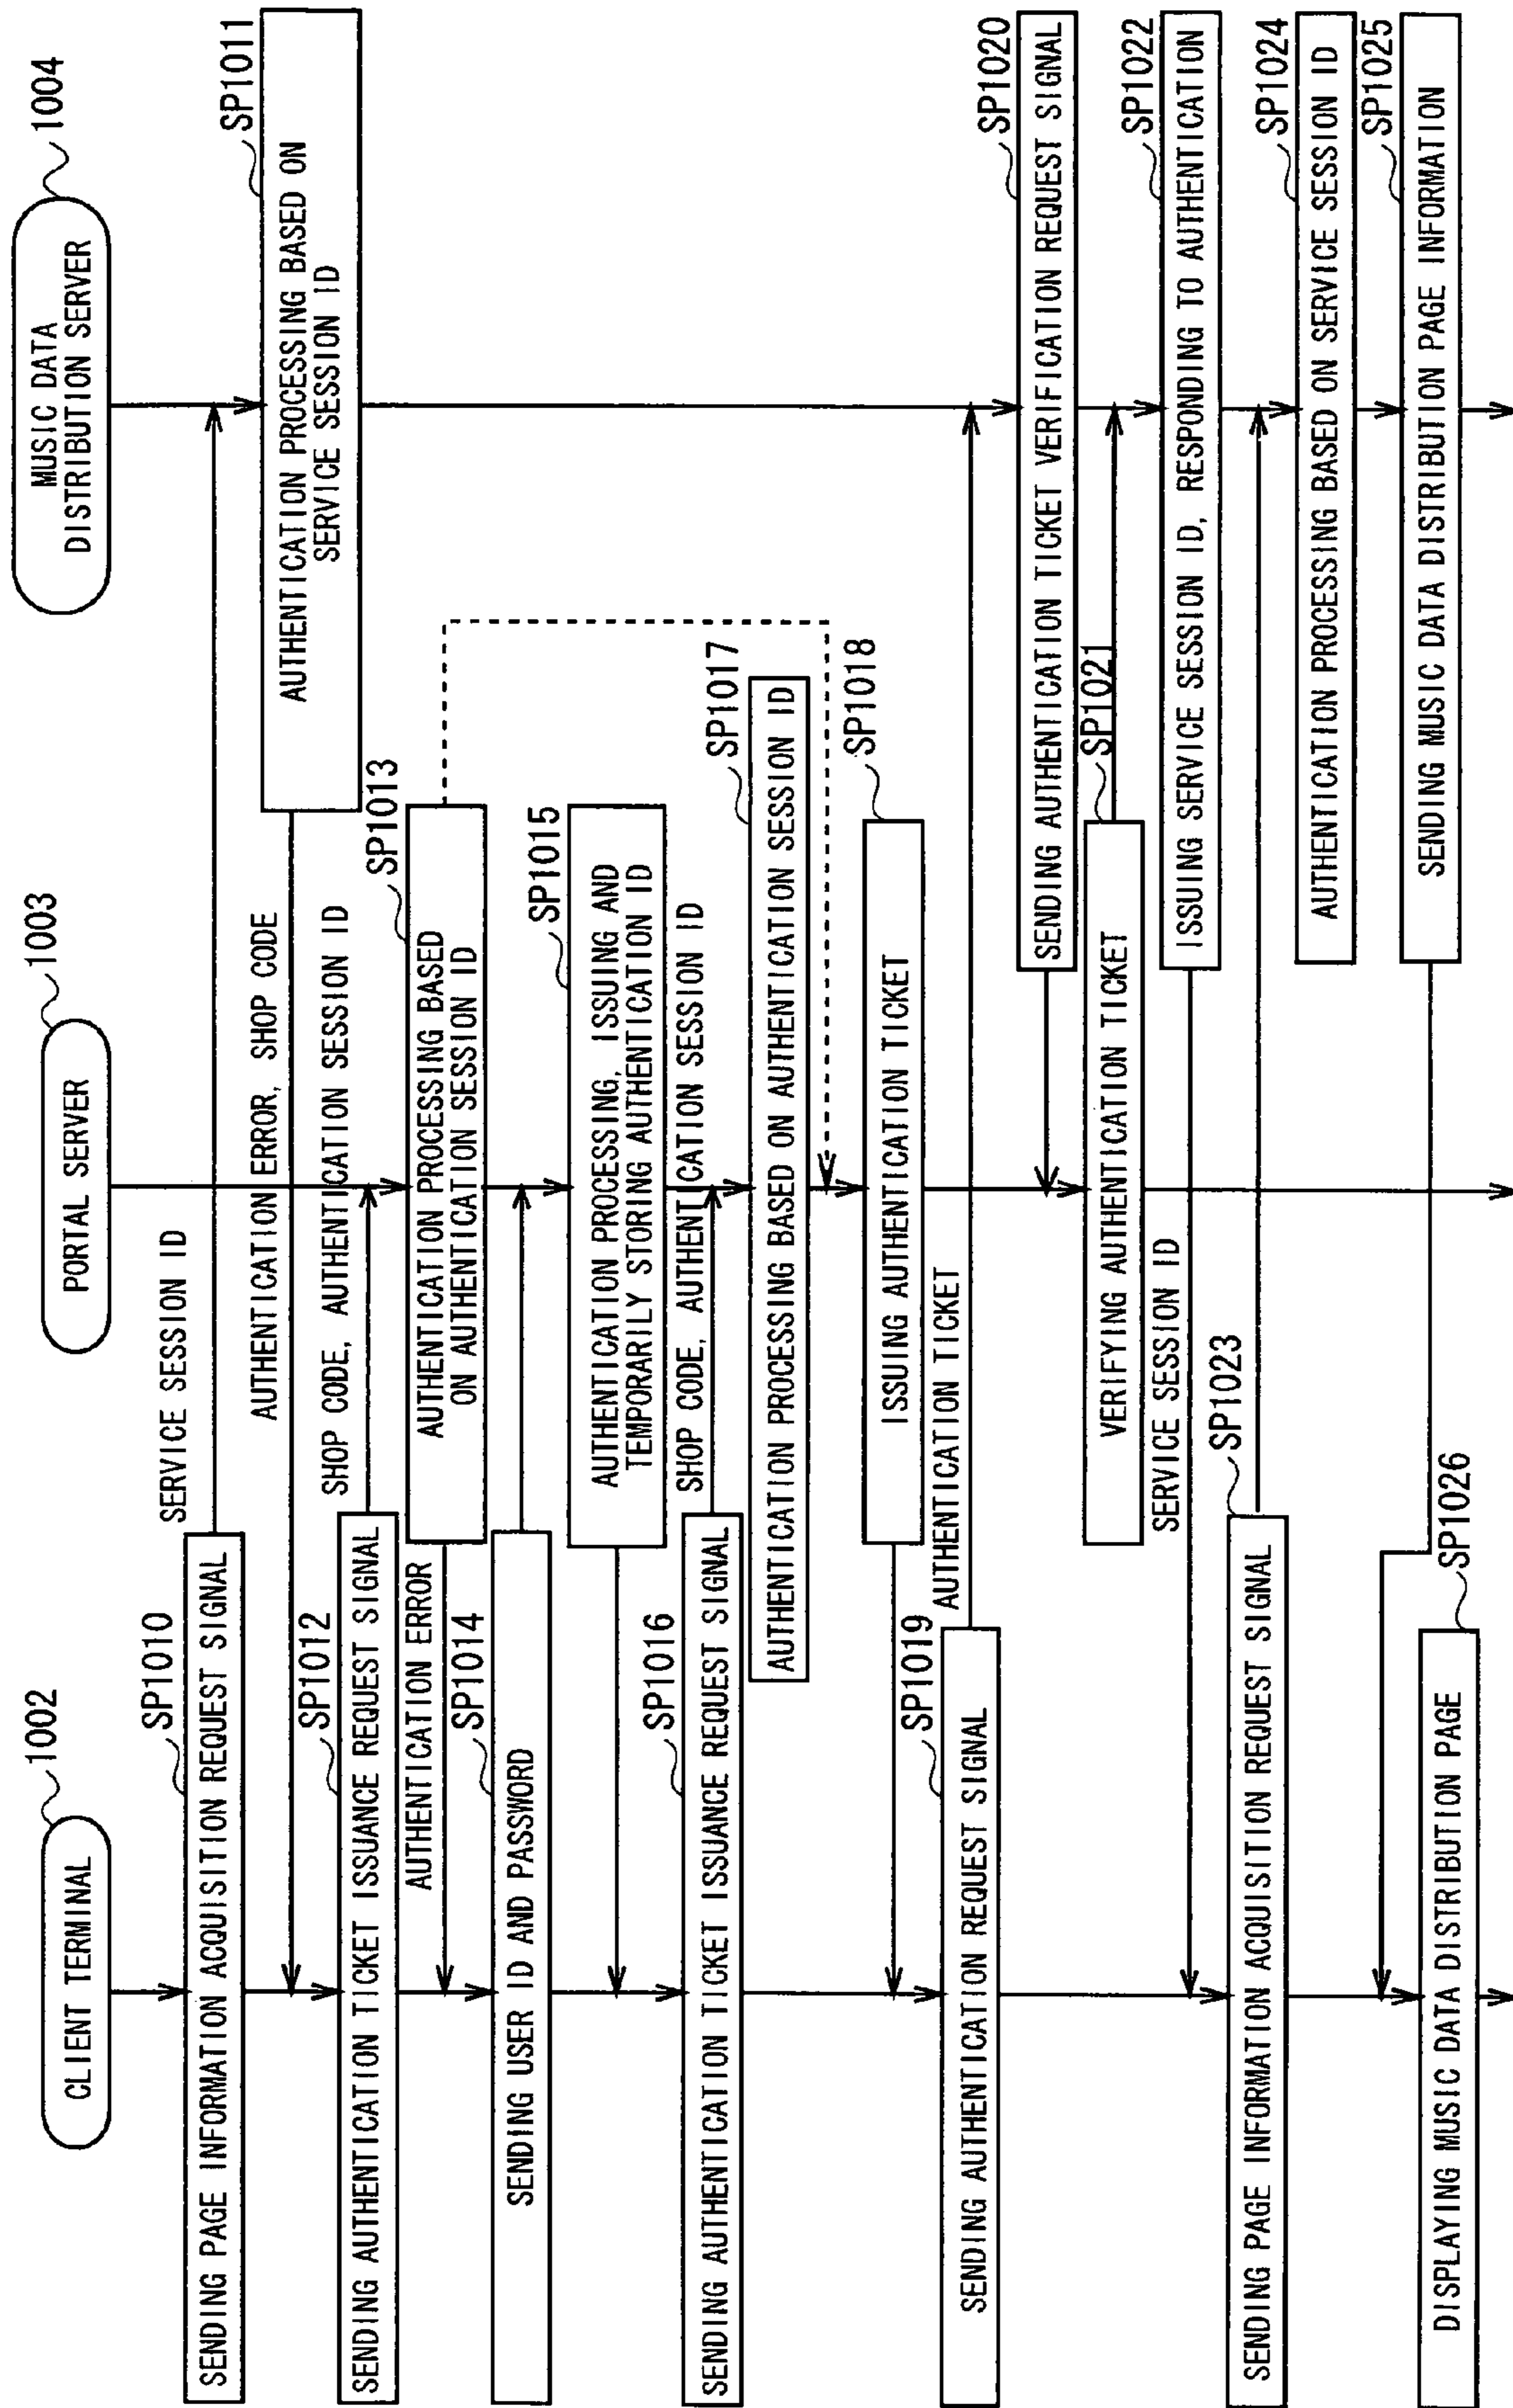 CLIENT TERMINAL
1002
PORTAL SERVER
1003
MUSIC DATA
DISTRIBUTION SERVER
1004
SP1010
SENDING PAGE INFORMATION ACQUISITION REQUEST SIGNAL
SERVICE SESSION ID
SP1011
AUTHENTICATION PROCESSING BASED ON
SERVICE SESSION ID
AUTHENTICATION ERROR, SHOP CODE
SP1012
SENDING AUTHENTICATION TICKET ISSUANCE REQUEST SIGNAL
SHOP CODE, AUTHENTICATION SESSION ID
SP1013
AUTHENTICATION PROCESSING BASED
ON AUTHENTICATION SESSION ID
AUTHENTICATION ERROR
SP1014
SENDING USER ID AND PASSWORD
SP1015
AUTHENTICATION PROCESSING, ISSUING AND
TEMPORARILY STORING AUTHENTICATION ID
SP1016
SENDING AUTHENTICATION TICKET ISSUANCE REQUEST SIGNAL
SHOP CODE, AUTHENTICATION SESSION ID
SP1017
AUTHENTICATION PROCESSING BASED ON AUTHENTICATION SESSION ID
SP1018
ISSUING AUTHENTICATION TICKET
SP1019
SENDING AUTHENTICATION REQUEST SIGNAL
AUTHENTICATION TICKET
SP1020
SENDING AUTHENTICATION TICKET VERIFICATION REQUEST SIGNAL
SP1021
VERIFYING AUTHENTICATION TICKET
SP1022
ISSUING SERVICE SESSION ID, RESPONDING TO AUTHENTICATION
SERVICE SESSION ID
SP1023
SENDING PAGE INFORMATION ACQUISITION REQUEST SIGNAL
SP1024
AUTHENTICATION PROCESSING BASED ON SERVICE SESSION ID
SP1025
SENDING MUSIC DATA DISTRIBUTION PAGE INFORMATION
SP1026
DISPLAYING MUSIC DATA DISTRIBUTION PAGE